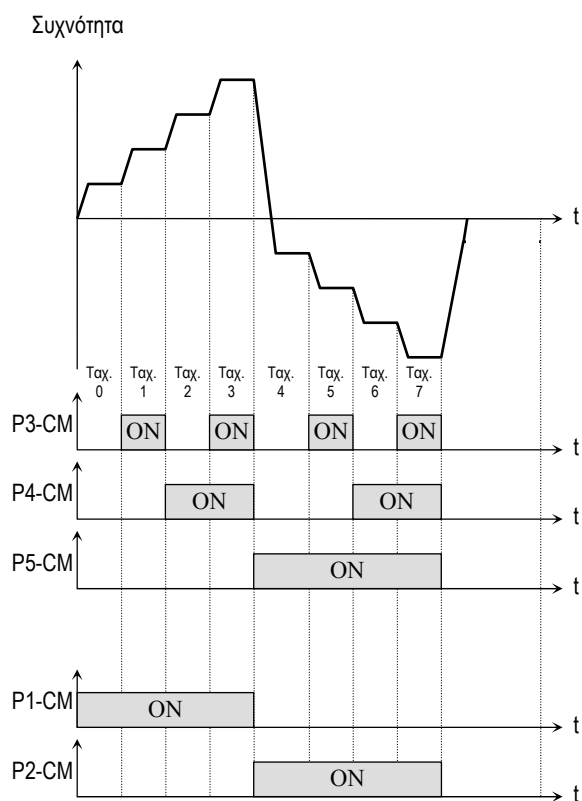 Συχνότητα
t
Ταχ. Ταχ. Ταχ. Ταχ. Ταχ. Ταχ. Ταχ. Ταχ.
0 1 2 3 4 5 6 7
P3-CM ON ON ON ON t
P4-CM ON ON t
P5-CM ON t
P1-CM ON t
P2-CM ON t